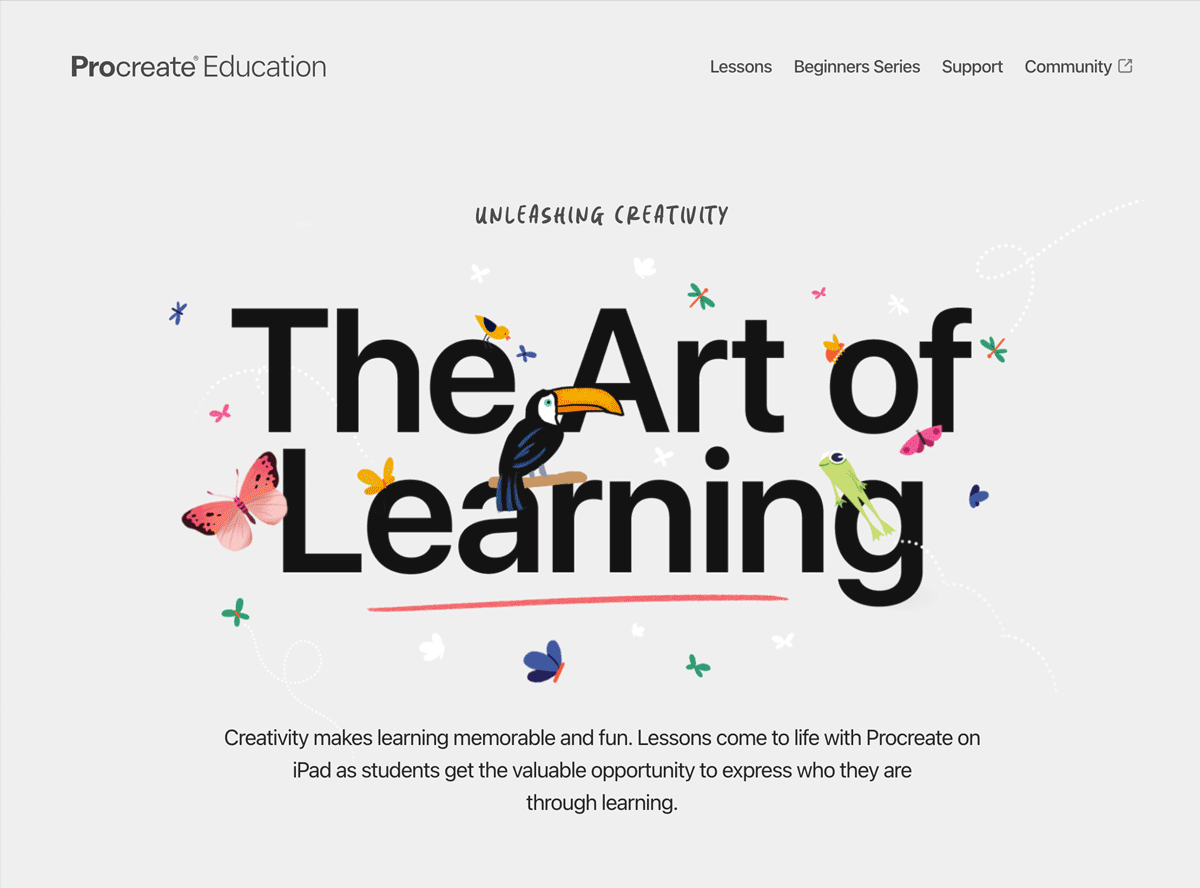 Procreate® Education
Lessons Beginners Series Support Community
UNLEASHING CREATIVITY
The Art of
Learning
Creativity makes learning memorable and fun. Lessons come to life with Procreate on
iPad as students get the valuable opportunity to express who they are
through learning.